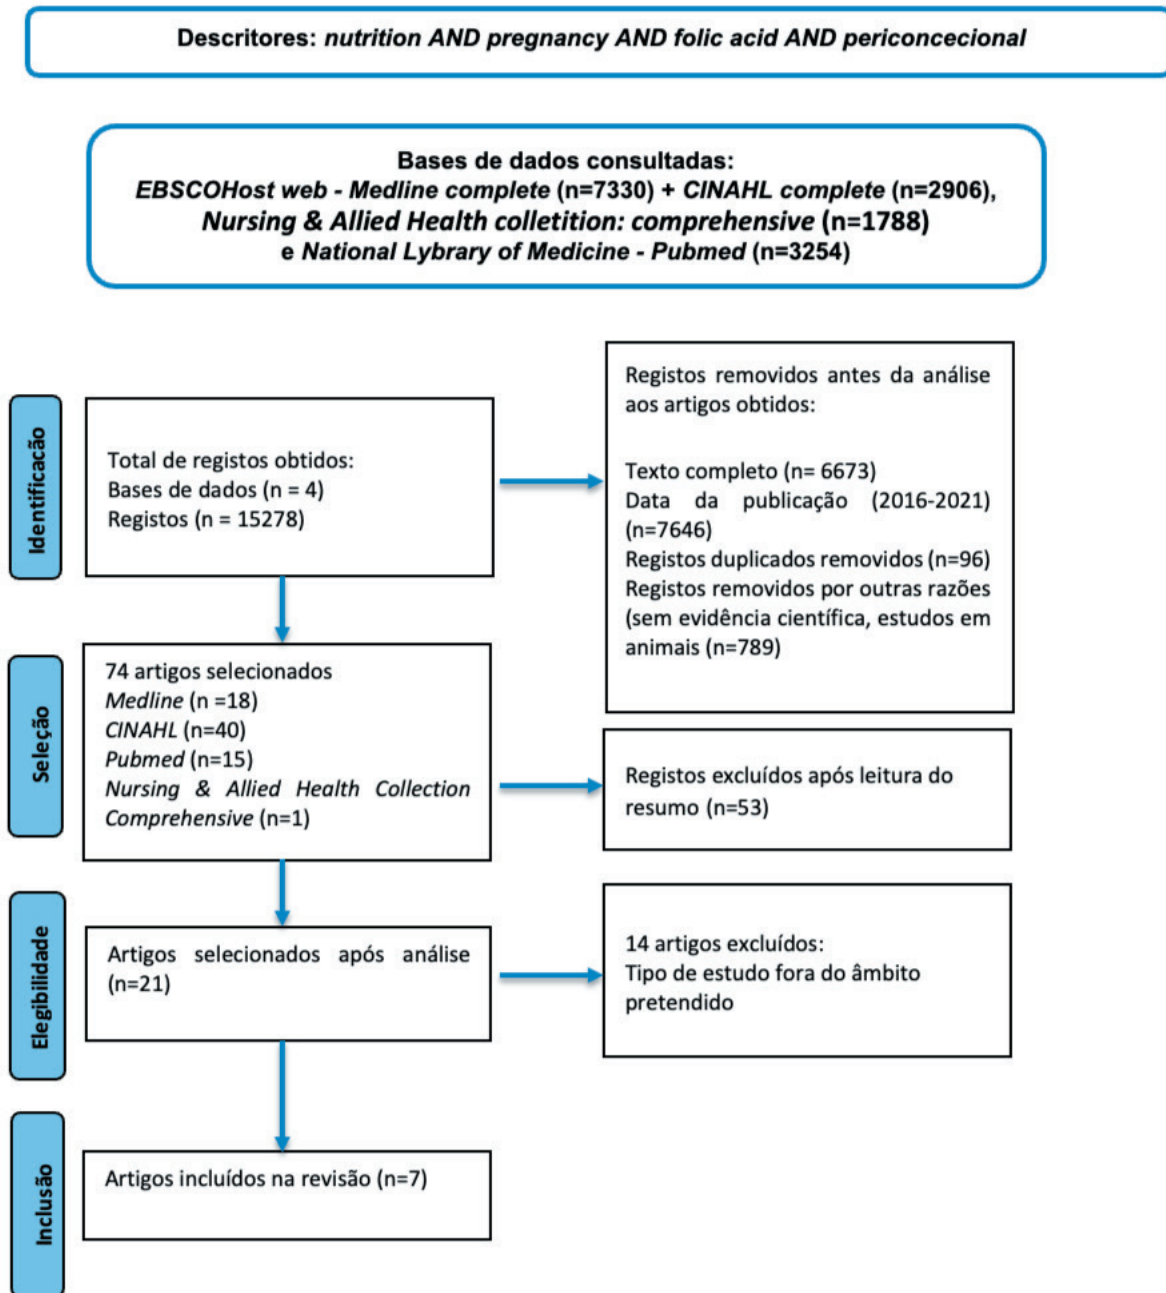 Descritores: nutrition AND pregnancy AND folic acid AND periconcecional
Bases de dados consultadas:
EBSCOHost web - Medline complete (n=7330) + CINAHL complete (n=2906),
Nursing & Allied Health colletition: comprehensive (n=1788)
e National Lybrary of Medicine - Pubmed (n=3254)
Identificação
Total de registos obtidos:
Bases de dados (n = 4)
Registos (n = 15278)
Registos removidos antes da análise
aos artigos obtidos:
Texto completo (n= 6673)
Data da publicação (2016-2021)
(n=7646)
Registos duplicados removidos (n=96)
Registos removidos por outras razões
(sem evidência científica, estudos em
animais (n=789)
Seleção
74 artigos selecionados
Medline (n =18)
CINAHL (n=40)
Pubmed (n=15)
Nursing & Allied Health Collection
Comprehensive (n=1)
Registos excluídos após leitura do
resumo (n=53)
Elegibilidade
Artigos selecionados após análise
(n=21)
14 artigos excluídos:
Tipo de estudo fora do âmbito
pretendido
Inclusão
Artigos incluídos na revisão (n=7)